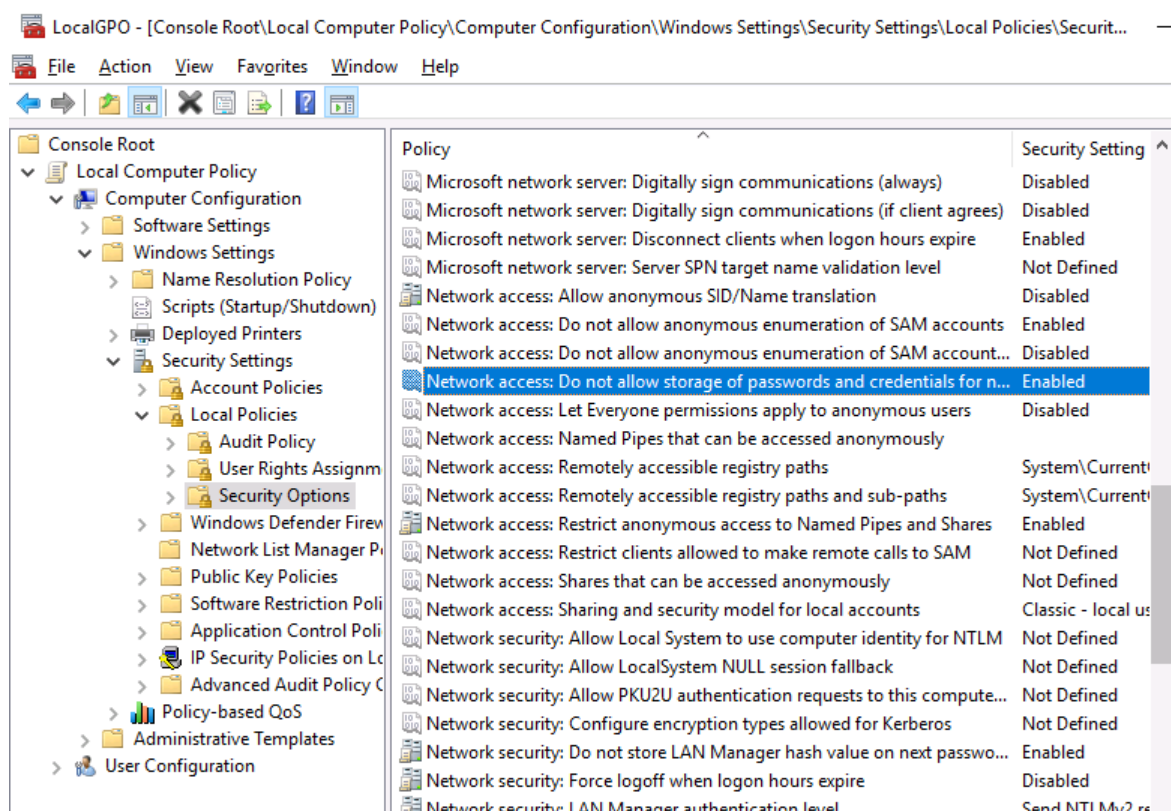 LocalGPO - [Console Root\Local Computer Policy\Computer Configuration\Windows Settings\Security Settings\Local Policies\Securit...
File Action View Favorites Window Help
Console Root
Local Computer Policy
Computer Configuration
Software Settings
Windows Settings
Name Resolution Policy
Scripts (Startup/Shutdown)
Deployed Printers
Security Settings
Account Policies
Local Policies
Audit Policy
User Rights Assignm
Security Options
Windows Defender Firew
Network List Manager P
Public Key Policies
Software Restriction Poli
Application Control Poli
IP Security Policies on Lo
Advanced Audit Policy C
Policy-based QoS
Administrative Templates
User Configuration
Policy Security Setting
Microsoft network server: Digitally sign communications (always) Disabled
Microsoft network server: Digitally sign communications (if client agrees) Disabled
Microsoft network server: Disconnect clients when logon hours expire Enabled
Microsoft network server: Server SPN target name validation level Not Defined
Network access: Allow anonymous SID/Name translation Disabled
Network access: Do not allow anonymous enumeration of SAM accounts Enabled
Network access: Do not allow anonymous enumeration of SAM account... Disabled
Network access: Do not allow storage of passwords and credentials for n... Enabled
Network access: Let Everyone permissions apply to anonymous users Disabled
Network access: Named Pipes that can be accessed anonymously
Network access: Remotely accessible registry paths System\Current
Network access: Remotely accessible registry paths and sub-paths System\Current
Network access: Restrict anonymous access to Named Pipes and Shares Enabled
Network access: Restrict clients allowed to make remote calls to SAM Not Defined
Network access: Shares that can be accessed anonymously Not Defined
Network access: Sharing and security model for local accounts Classic - local us
Network security: Allow Local System to use computer identity for NTLM Not Defined
Network security: Allow LocalSystem NULL session fallback Not Defined
Network security: Allow PKU2U authentication requests to this compute... Not Defined
Network security: Configure encryption types allowed for Kerberos Not Defined
Network security: Do not store LAN Manager hash value on next passwo... Enabled
Network security: Force logoff when logon hours expire Disabled
Network security: LAN Manager authentication level Send NTLMv2 re